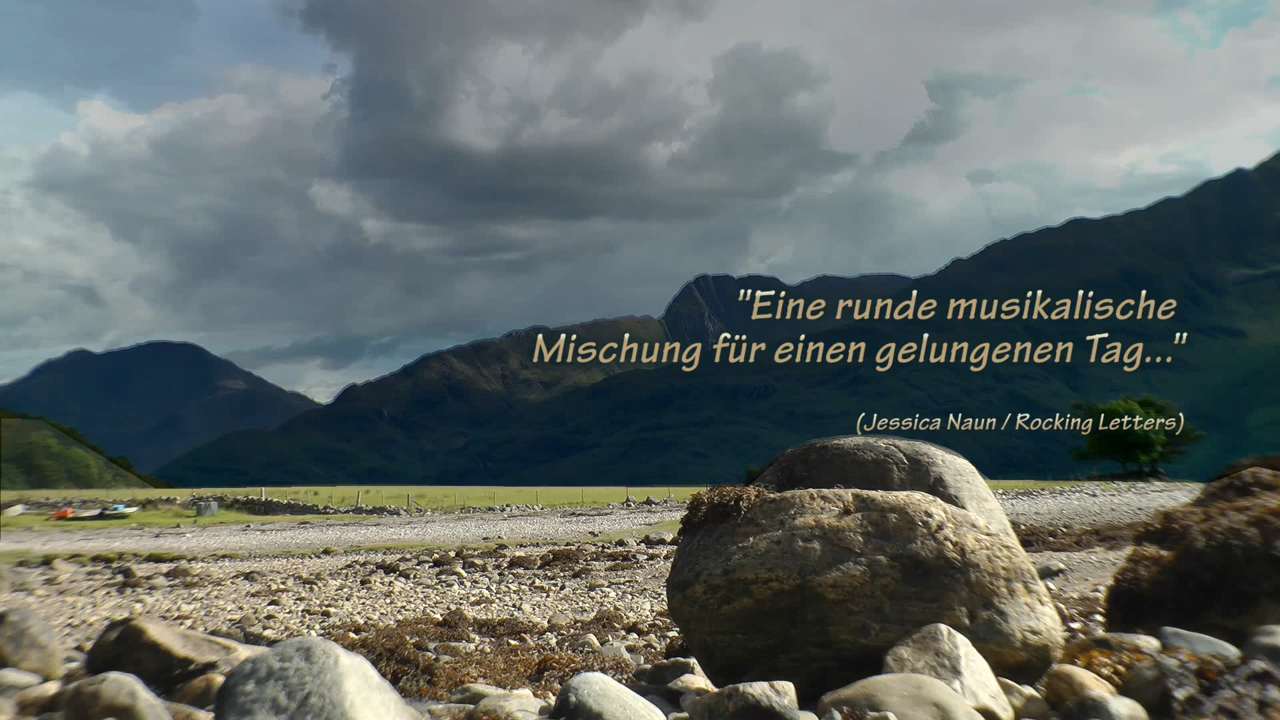 "Eine runde musikalische
Mischung für einen gelungenen Tag..."
(Jessica Naun / Rocking Letters)